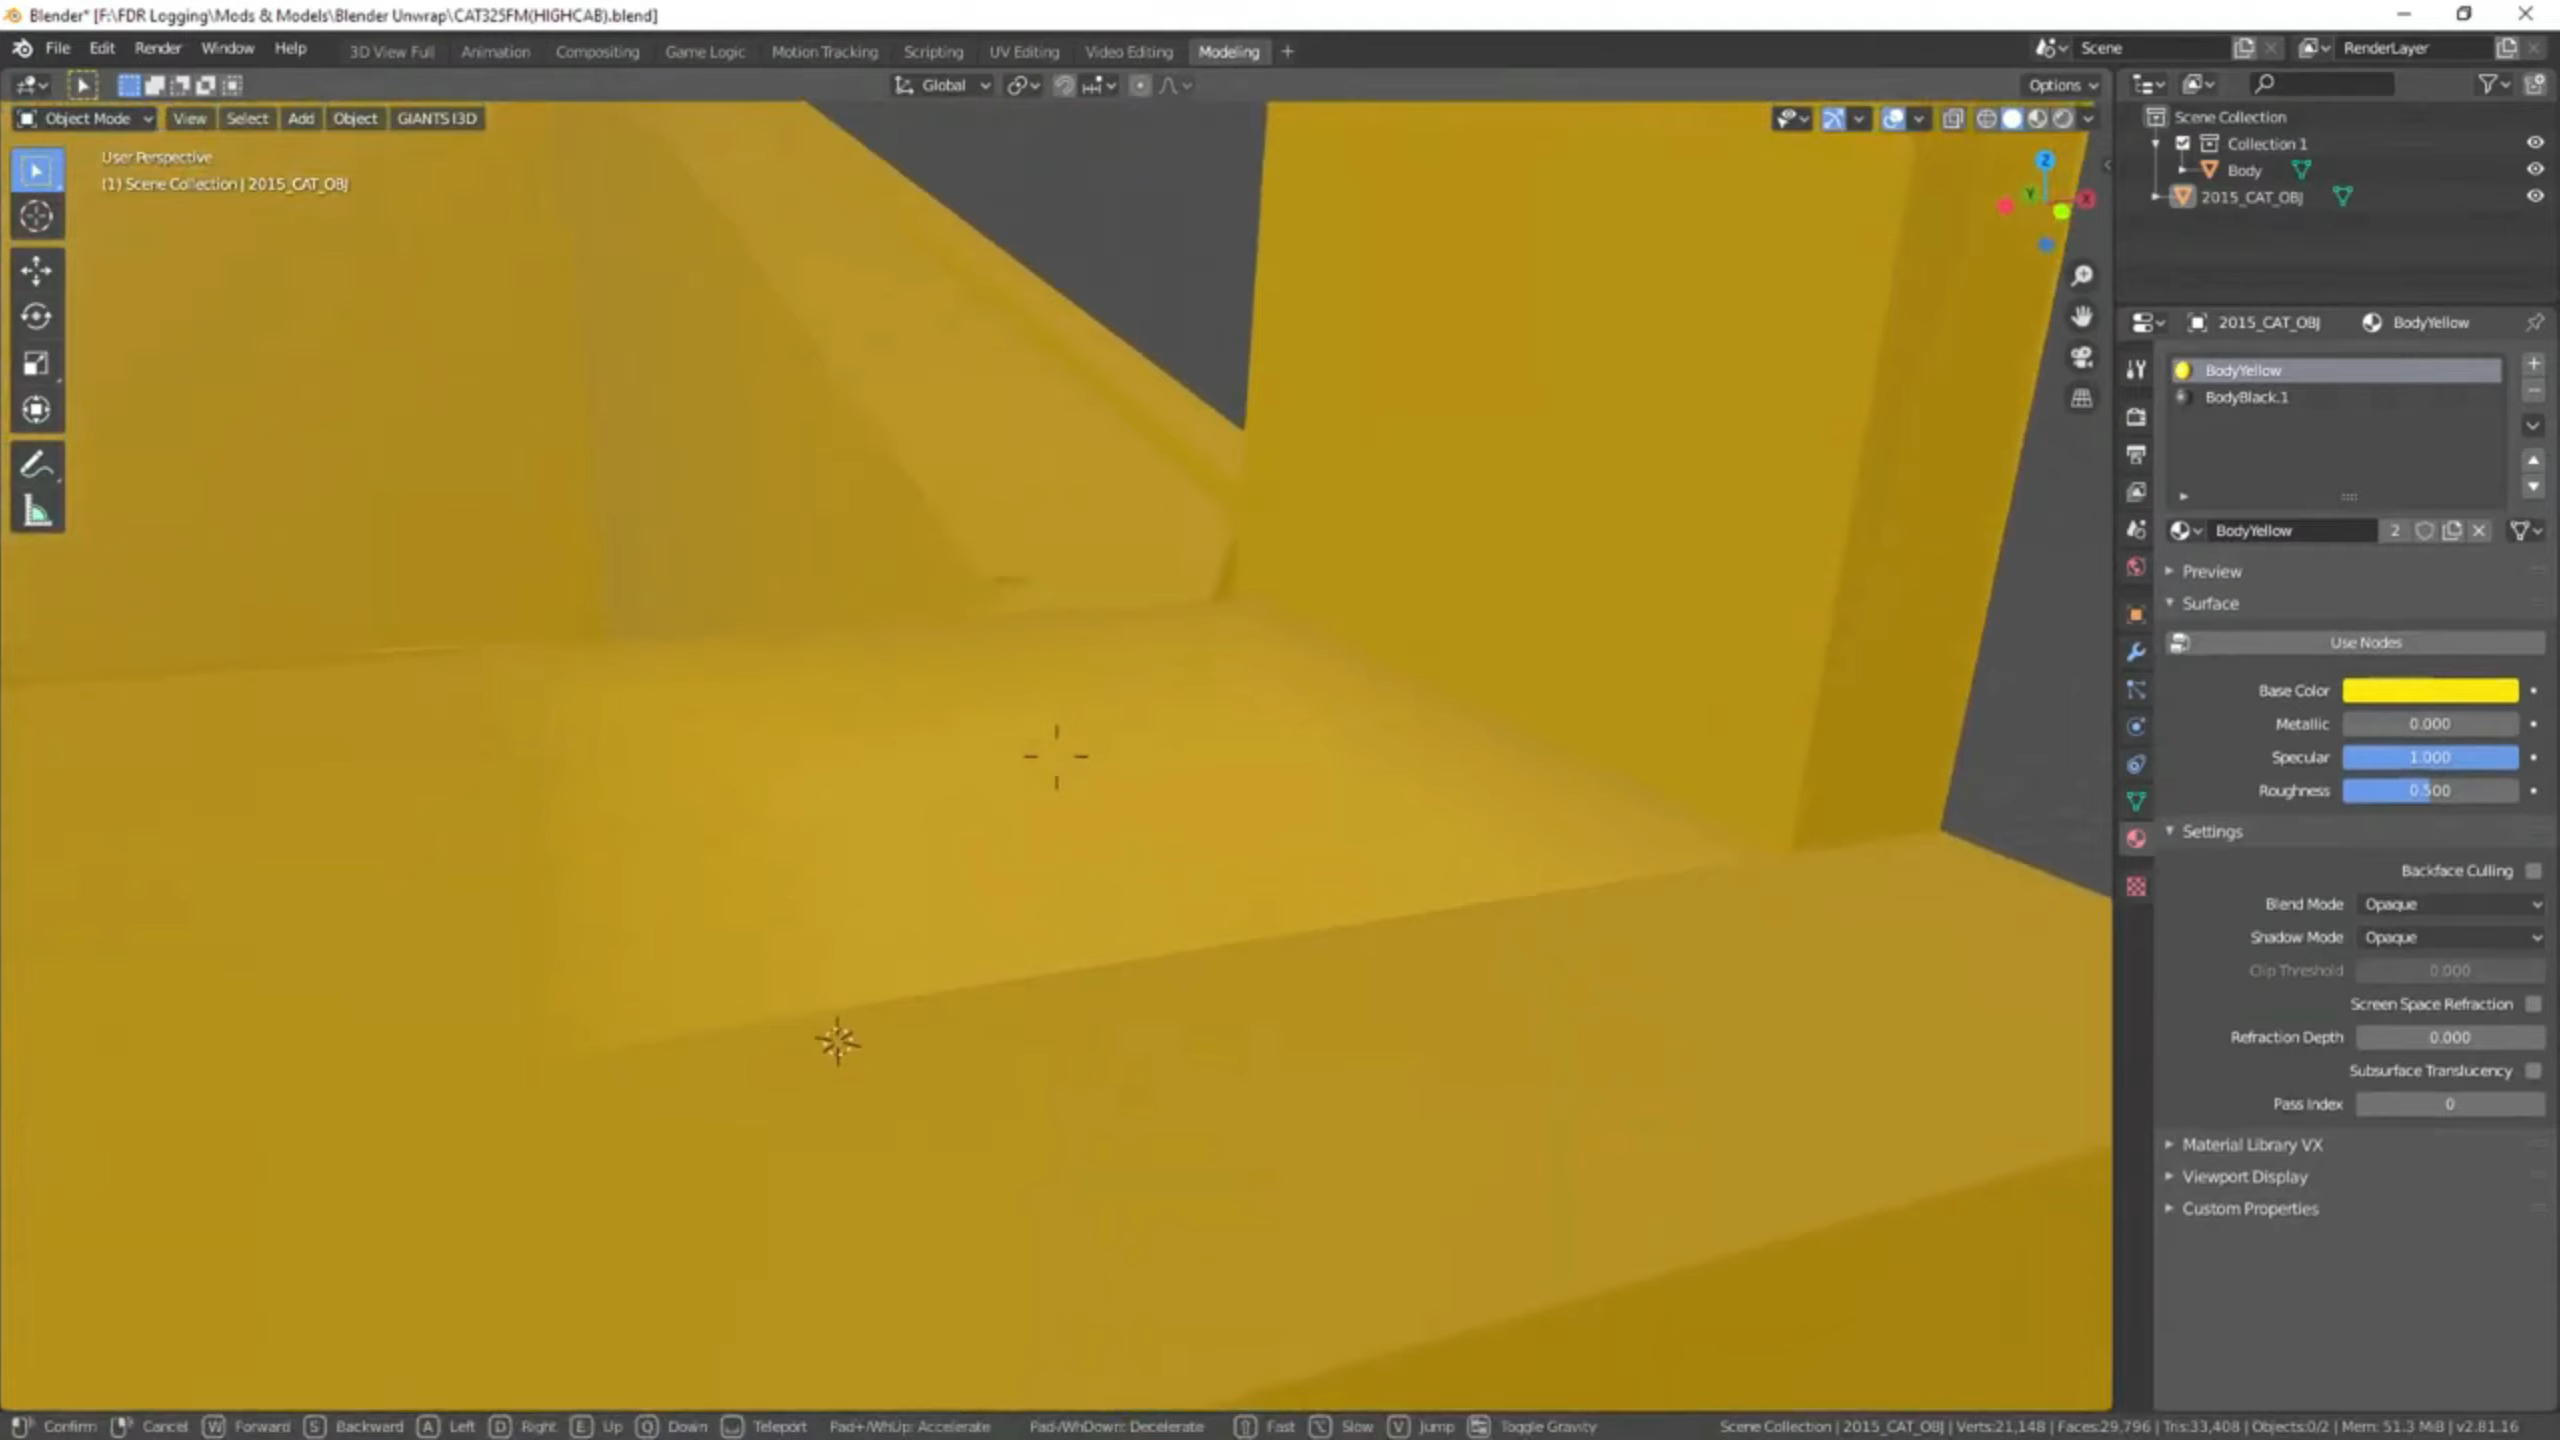 Blender* [F:\FDR Logging\Mods & Models\Blender Unwrap\CAT325FM(HIGHCAB).blend]
File Edit Render Window Help 3D View Full Animation Compositing Game Logic Motion Tracking Scripting UV Editing Video Editing Modeling + Scene RenderLayer
Global Options
Object Mode View Select Add Object GIANTS I3D
User Perspective
(1) Scene Collection | 2015_CAT_OBJ
Z
Y
X
Scene Collection
Collection 1
Body
2015_CAT_OBJ
2015_CAT_OBJ BodyYellow
BodyYellow
BodyBlack.1
BodyYellow 2
Preview
Surface
Use Nodes
Base Color
Metallic 0.000
Specular 1.000
Roughness 0.500
Settings
Backface Culling
Blend Mode Opaque
Shadow Mode Opaque
Clip Threshold 0.000
Screen Space Refraction
Refraction Depth 0.000
Subsurface Translucency
Pass Index 0
Material Library VX
Viewport Display
Custom Properties
Confirm Cancel W Forward S Backward A Left D Right E Up Q Down Teleport Pad+/WhUp: Accelerate Pad-/WhDown: Decelerate Fast Slow V Jump Toggle Gravity Scene Collection | 2015_CAT_OBJ | Verts:21,148 | Faces:29,796 | Tris:33,408 | Objects:0/2 | Mem: 51.3 MiB | v2.81.16